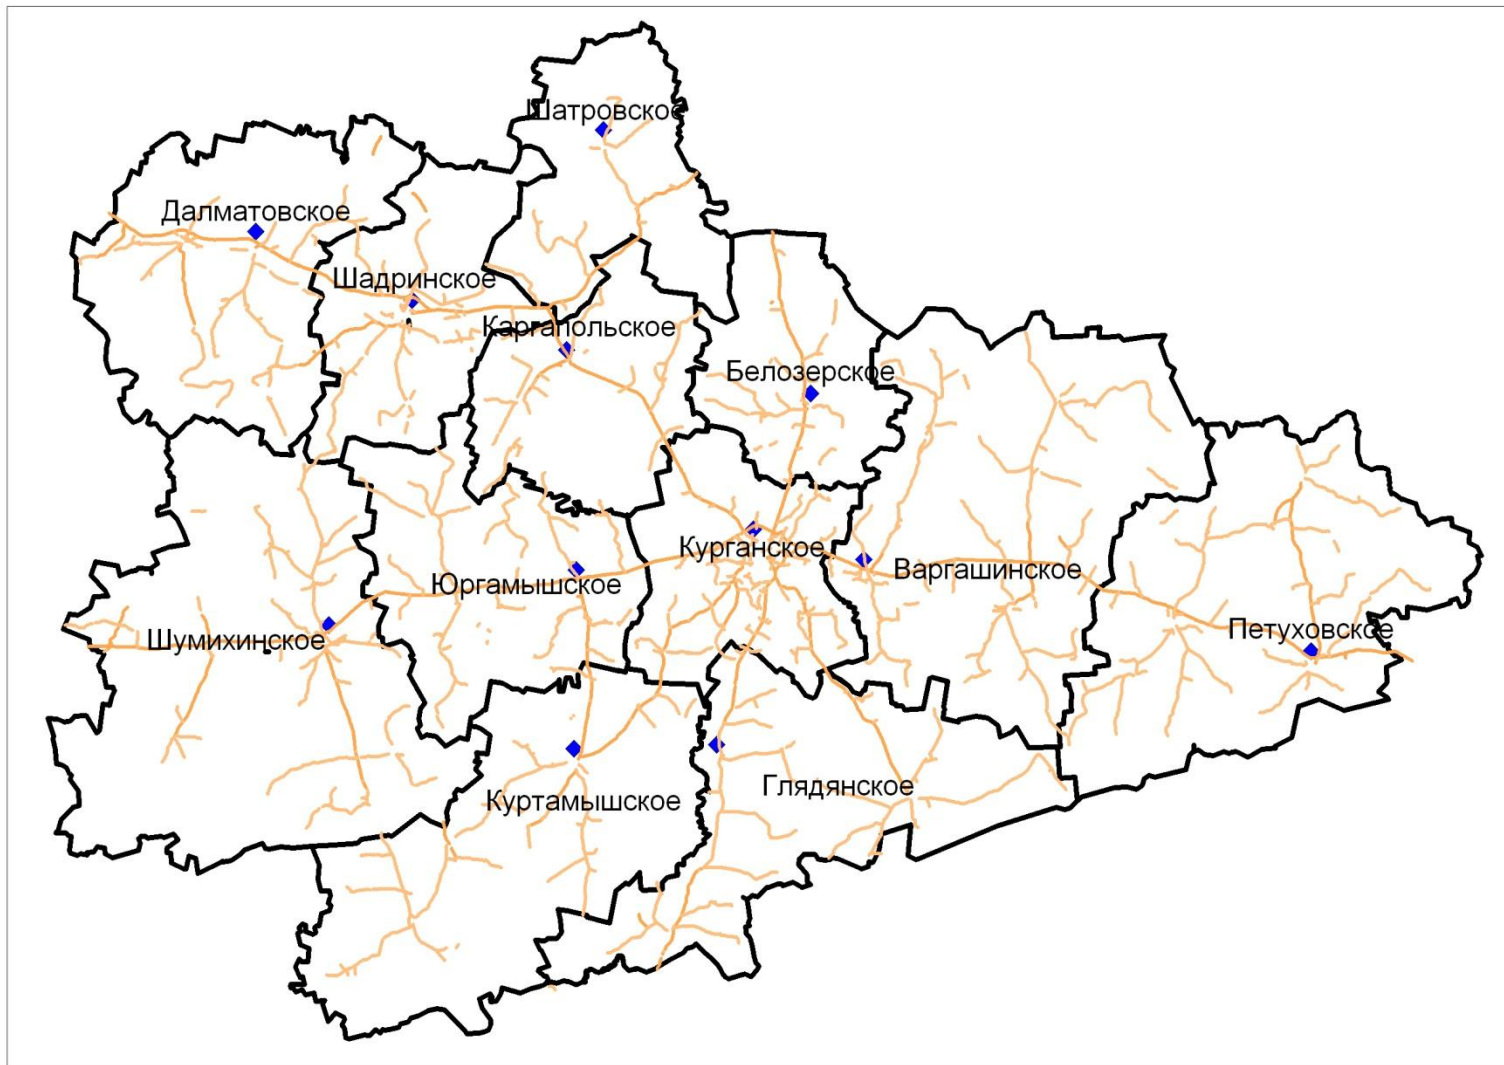 Шатровское
Далматовское
Шадринское
Каргапольское
Белозерское
Курганское
Варгашинское
Юргамышское
Шумихинское
Петуховское
Глядянское
Куртамышское